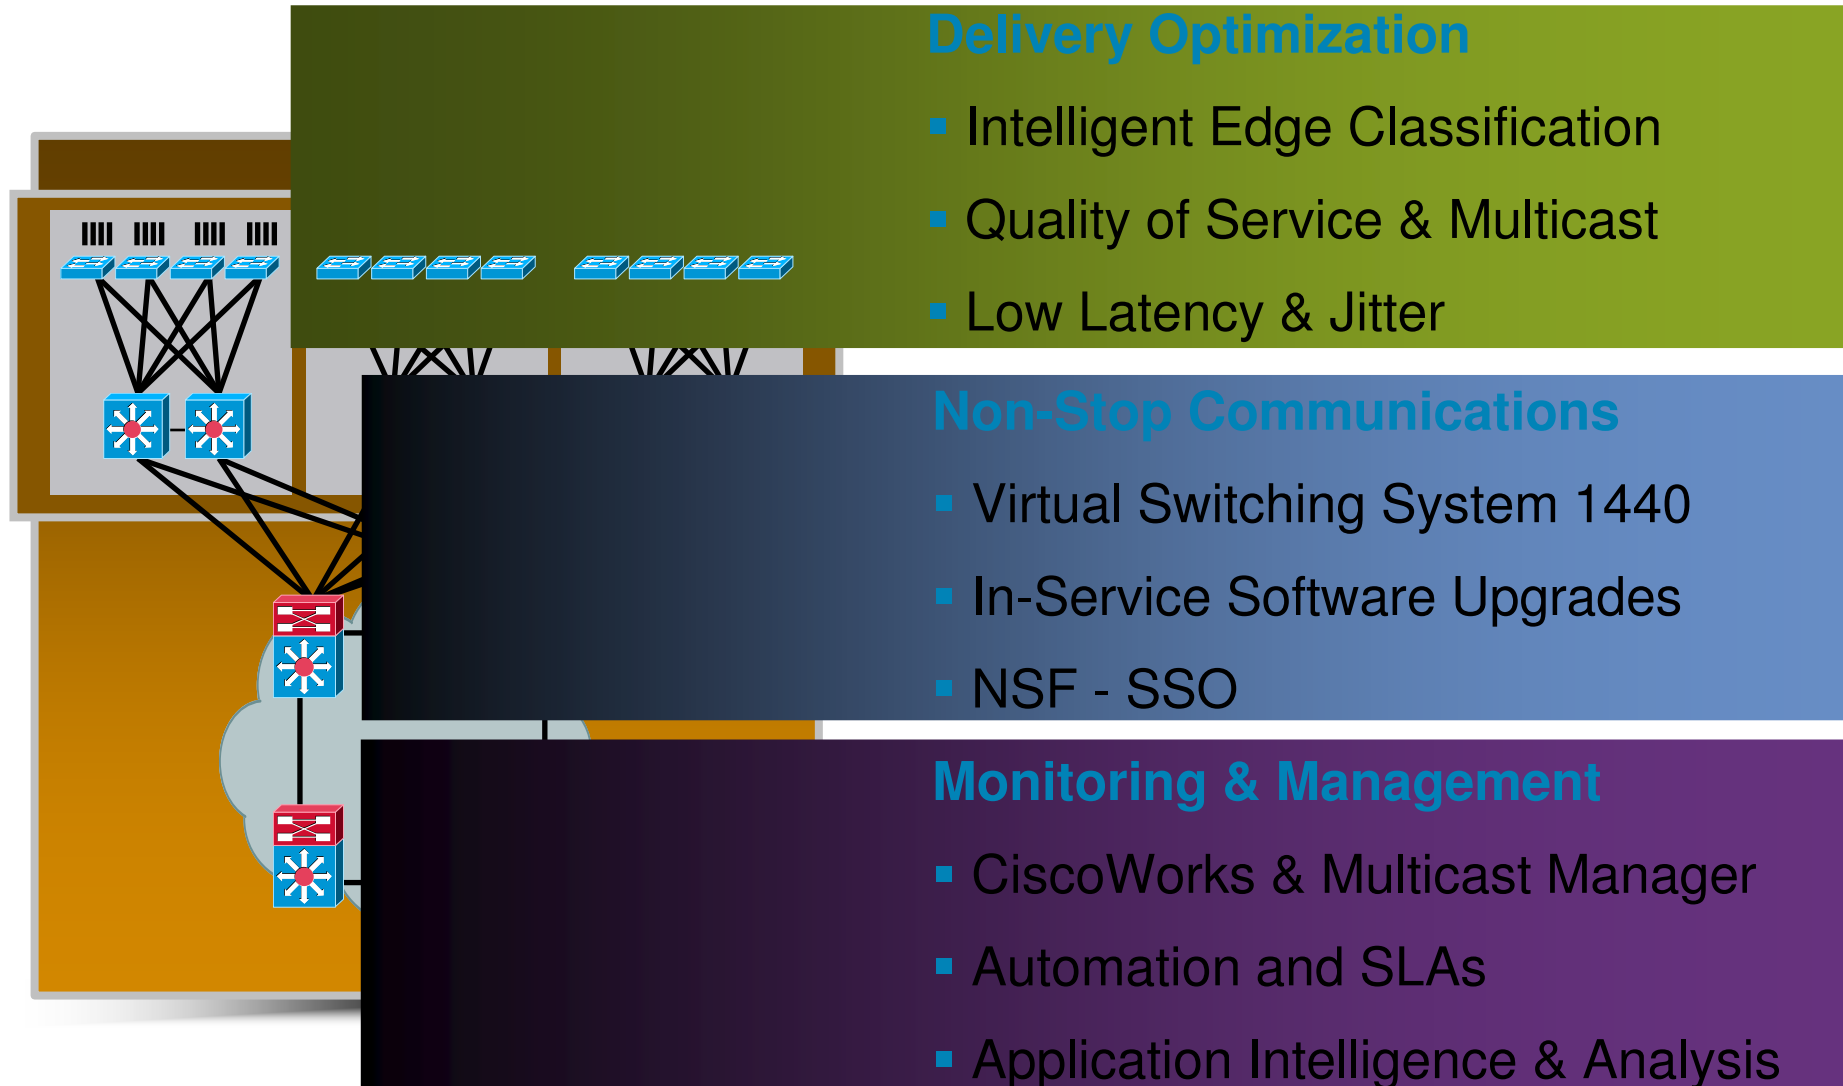 Delivery Optimization
Intelligent Edge Classification
Quality of Service & Multicast
Low Latency & Jitter
Non-Stop Communications
Virtual Switching System 1440
In-Service Software Upgrades
NSF - SSO
Monitoring & Management
CiscoWorks & Multicast Manager
Automation and SLAs
Application Intelligence & Analysis